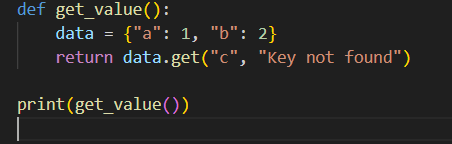 def get_value():
    data = {"a": 1, "b": 2}
    return data.get("c", "Key not found")
print(get_value())